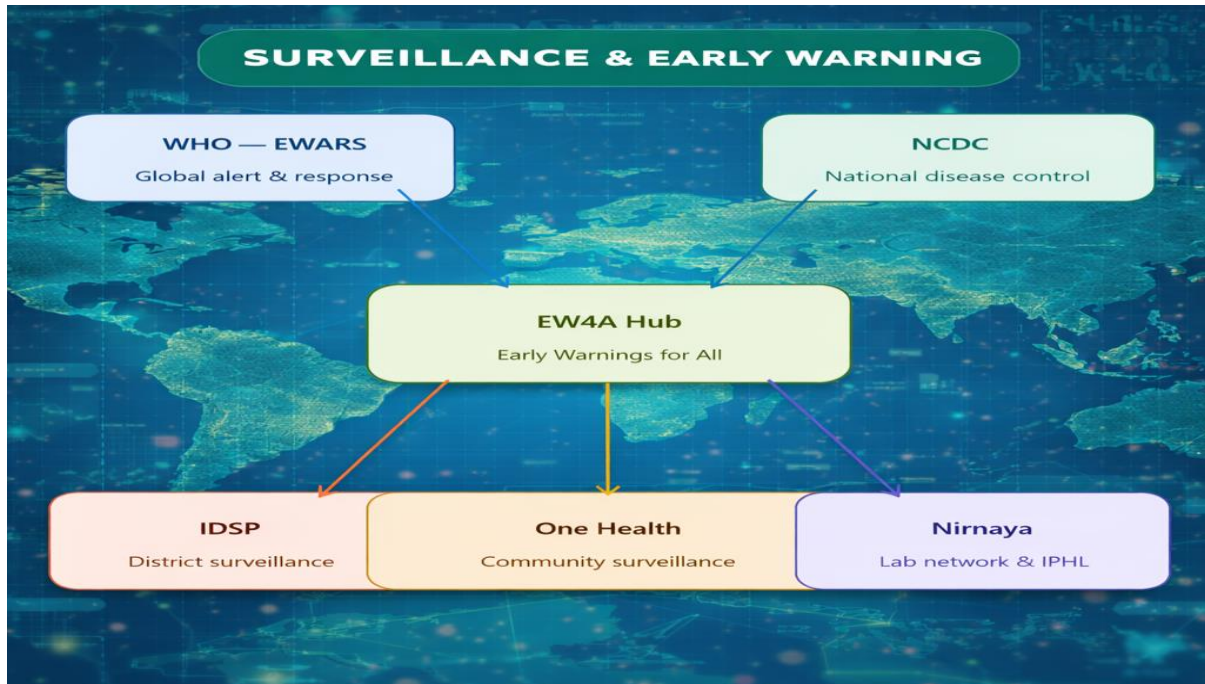 SURVEILLANCE & EARLY WARNING
WHO — EWARS
Global alert & response
NCDC
National disease control
EW4A Hub
Early Warnings for All
IDSP
District surveillance
One Health
Community surveillance
Nirnaya
Lab network & IPHL